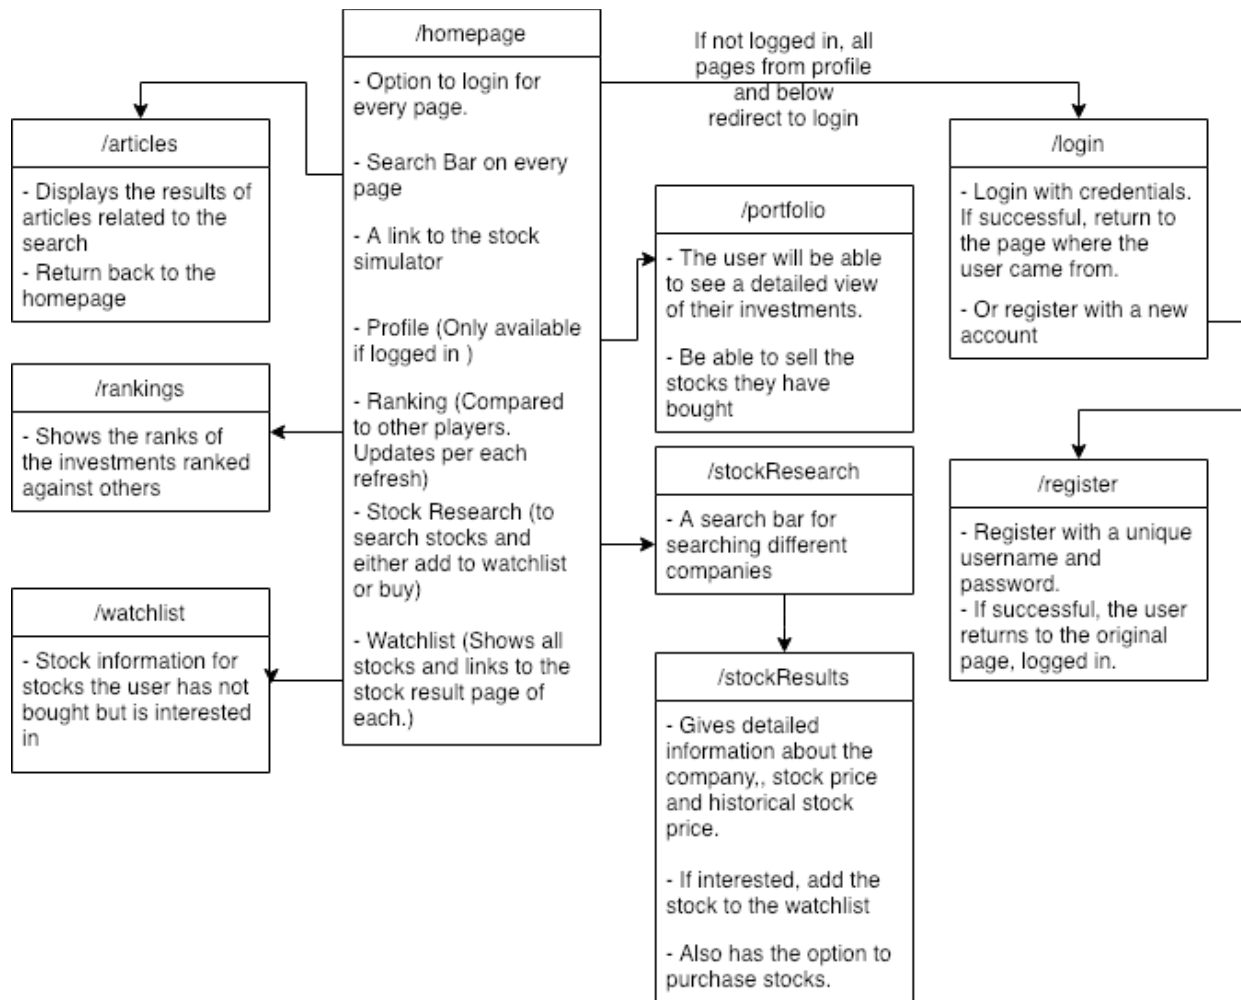 /homepage
- Option to login for
every page.
- Search Bar on every
page
- A link to the stock
simulator
- Profile (Only available
if logged in )
- Ranking (Compared
to other players.
Updates per each
refresh)
- Stock Research (to
search stocks and
either add to watchlist
or buy)
- Watchlist (Shows all
stocks and links to the
stock result page of
each.)
If not logged in, all
pages from profile
and below
redirect to login
/articles
- Displays the results of
articles related to the
search
- Return back to the
homepage
/rankings
- Shows the ranks of
the investments ranked
against others
/watchlist
- Stock information for
stocks the user has not
bought but is interested
in
/portfolio
- The user will be able
to see a detailed view
of their investments.
- Be able to sell the
stocks they have
bought
/stockResearch
- A search bar for
searching different
companies
/stockResults
- Gives detailed
information about the
company,, stock price
and historical stock
price.
- If interested, add the
stock to the watchlist
- Also has the option to
purchase stocks.
/login
- Login with credentials.
If successful, return to
the page where the
user came from.
- Or register with a new
account
/register
- Register with a unique
username and
password.
- If successful, the user
returns to the original
page, logged in.